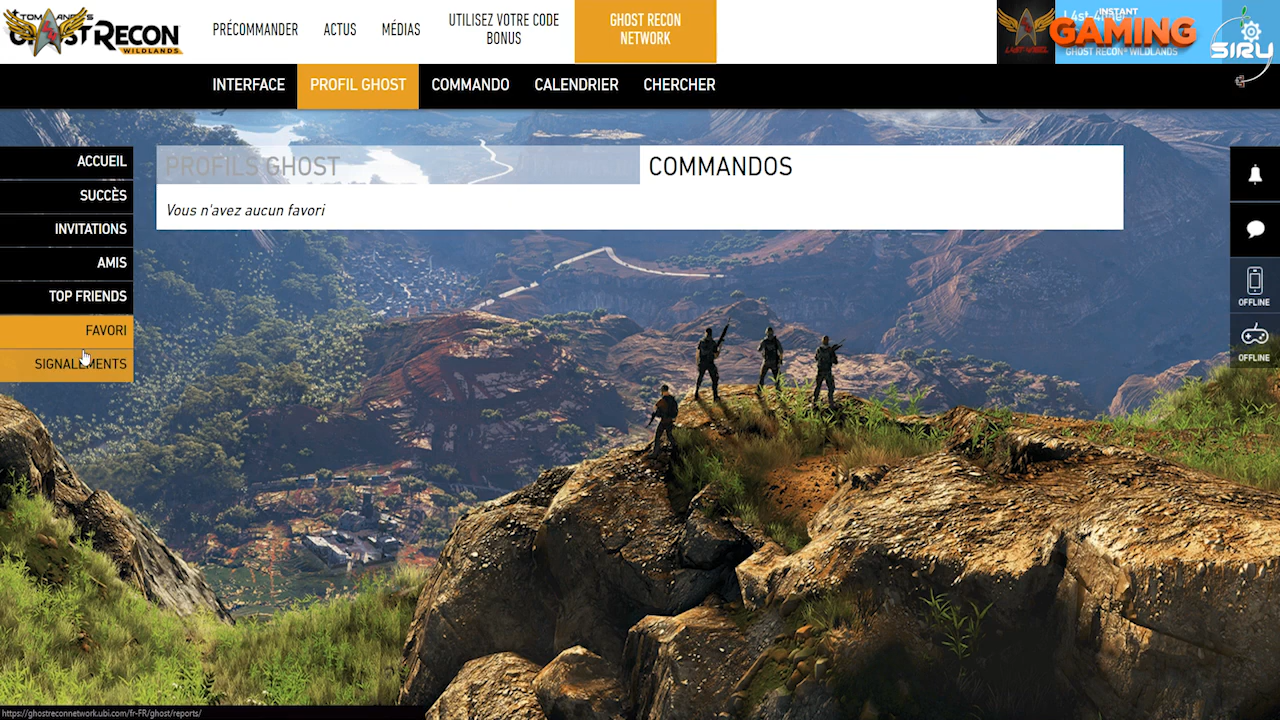 TOM CLANCY'S
GHOST RECON
WILDLANDS
PRÉCOMMANDER
ACTUS
MÉDIAS
UTILISEZ VOTRE CODE
BONUS
GHOST RECON
NETWORK
INSTANT
GAMING
GHOST RECON® WILDLANDS
SIRU
INTERFACE
PROFIL GHOST
COMMANDO
CALENDRIER
CHERCHER
ACCUEIL
SUCCÈS
INVITATIONS
AMIS
TOP FRIENDS
FAVORI
SIGNALEMENTS
PROFILS GHOST
COMMANDOS
Vous n'avez aucun favori
OFFLINE
OFFLINE
https://ghostreconnetwork.ubi.com/fr-FR/ghost/reports/